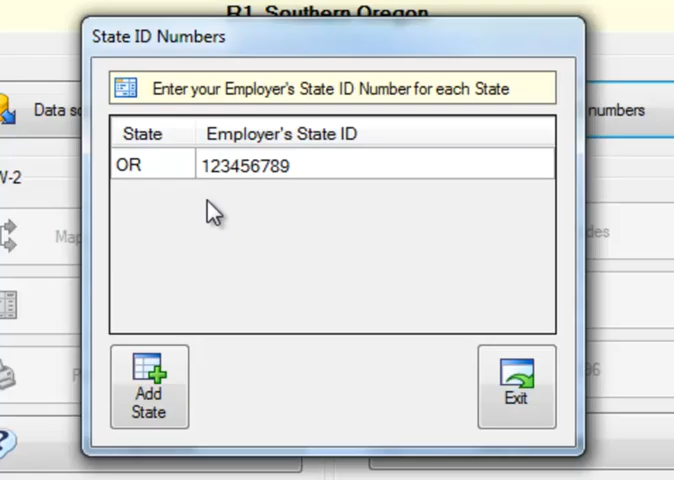 R1 Southern Oregon
State ID Numbers
Enter your Employer's State ID Number for each State
Data
numbers
State Employer's State ID
OR 123456789
W-2
Add State
Exit